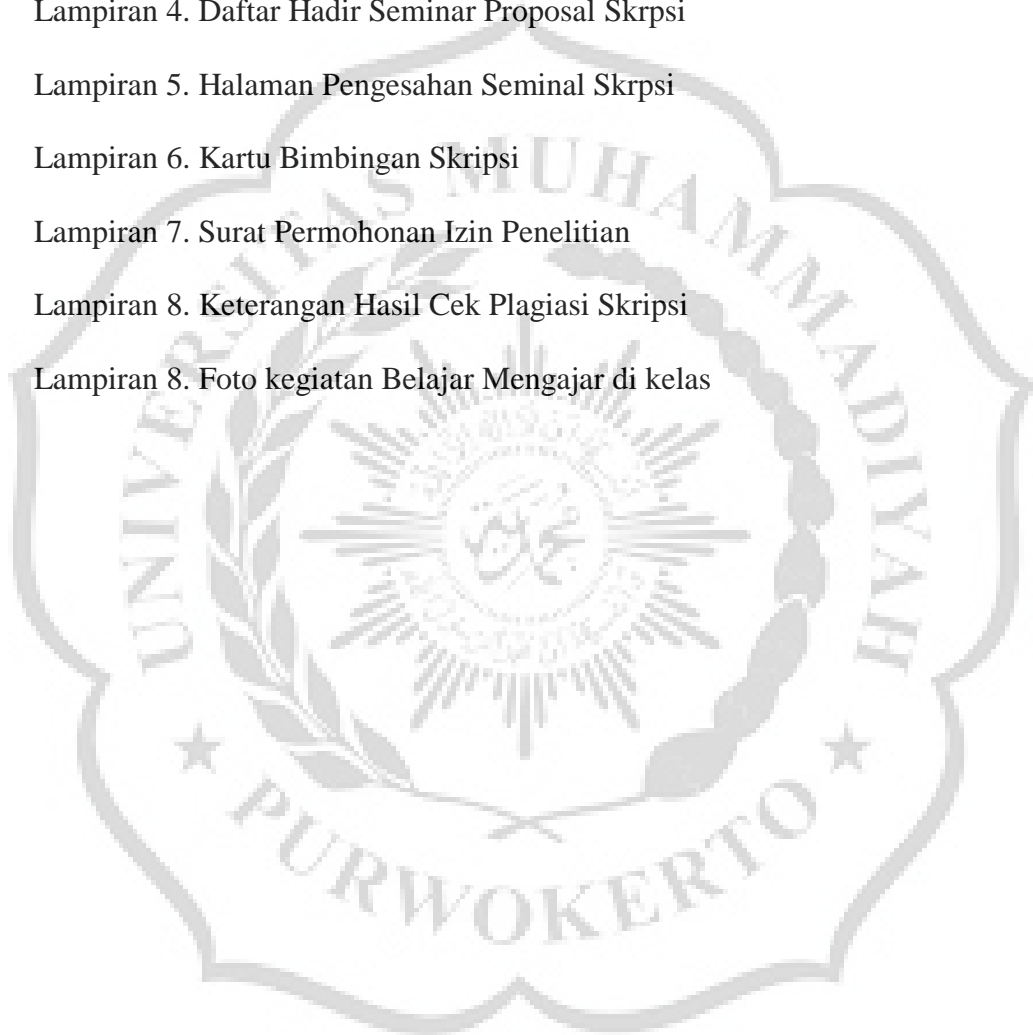 Lampiran 4. Daftar Hadir Seminar Proposal Skrpsi
Lampiran 5. Halaman Pengesahan Seminal Skrpsi
Lampiran 6. Kartu Bimbingan Skripsi
Lampiran 7. Surat Permohonan Izin Penelitian
Lampiran 8. Keterangan Hasil Cek Plagiasi Skripsi
Lampiran 8. Foto kegiatan Belajar Mengajar di kelas
UNIVERSITAS MUHAMMADIYAH
PURWOKERTO